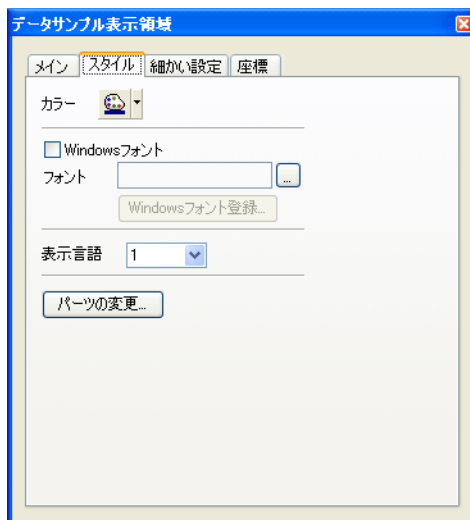 データサンプル表示領域
メイン スタイル 細かい設定 座標
カラー
Windowsフォント
フォント ...
Windowsフォント登録...
表示言語 1
パーツの変更...